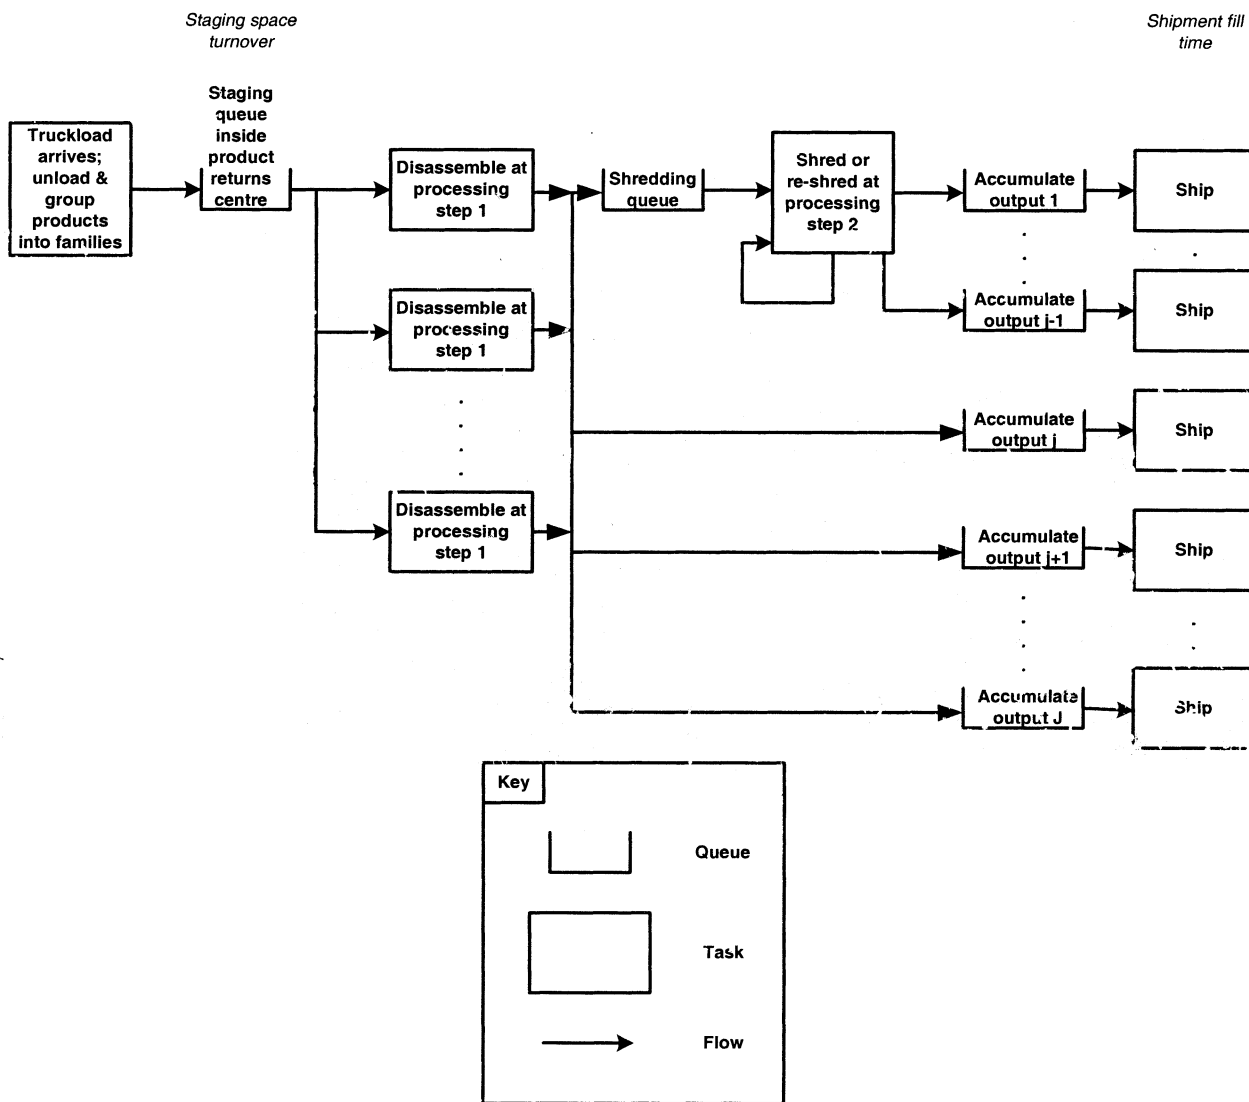 Staging space
turnover
Shipment fill
time
Truckload
arrives;
unload &
group
products
into families
Staging
queue
inside
product
returns
centre
Disassemble at
processing
step 1
Shredding
queue
Shred or
re-shred at
processing
step 2
Accumulate
output 1
Ship
Disassemble at
processing
step 1
Accumulate
output j-1
Ship
Accumulate
output j
Ship
Disassemble at
processing
step 1
Accumulate
output j+1
Ship
Accumulate
output J
Ship
Key
Queue
Task
Flow